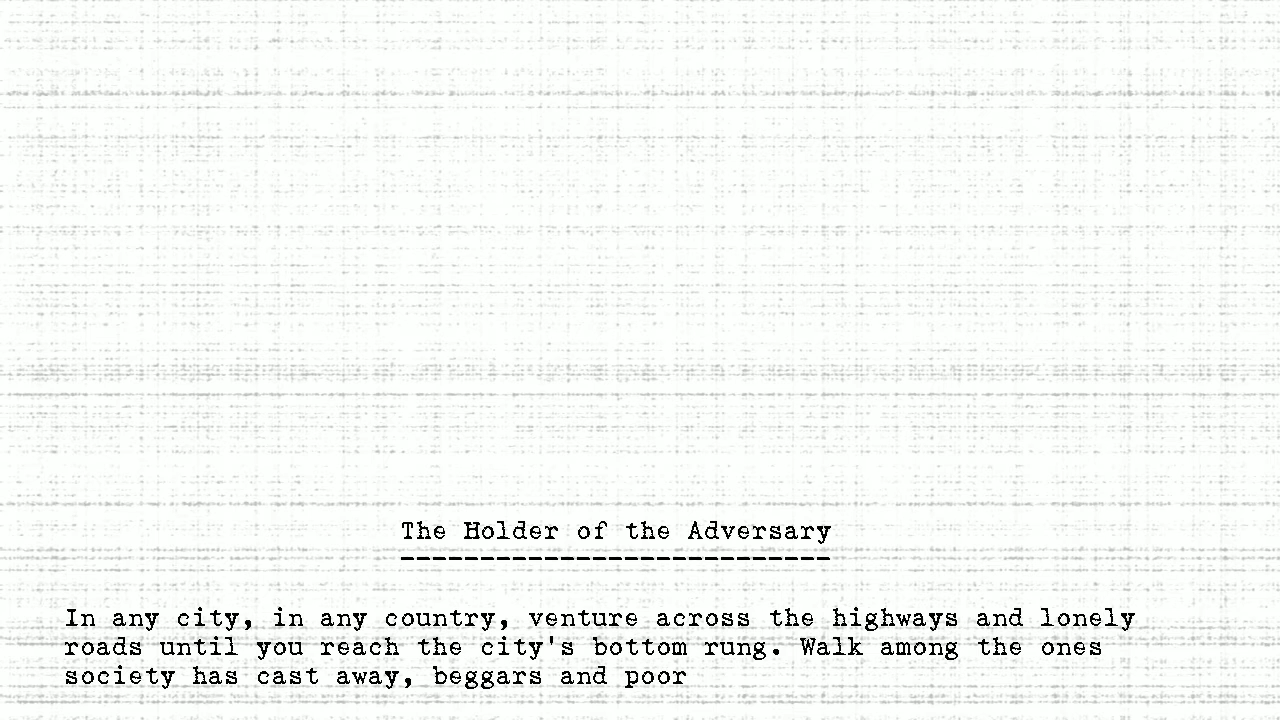 The Holder of the Adversary
---------------------------
In any city, in any country, venture across the highways and lonely
roads until you reach the city's bottom rung. Walk among the ones
society has cast away, beggars and poor